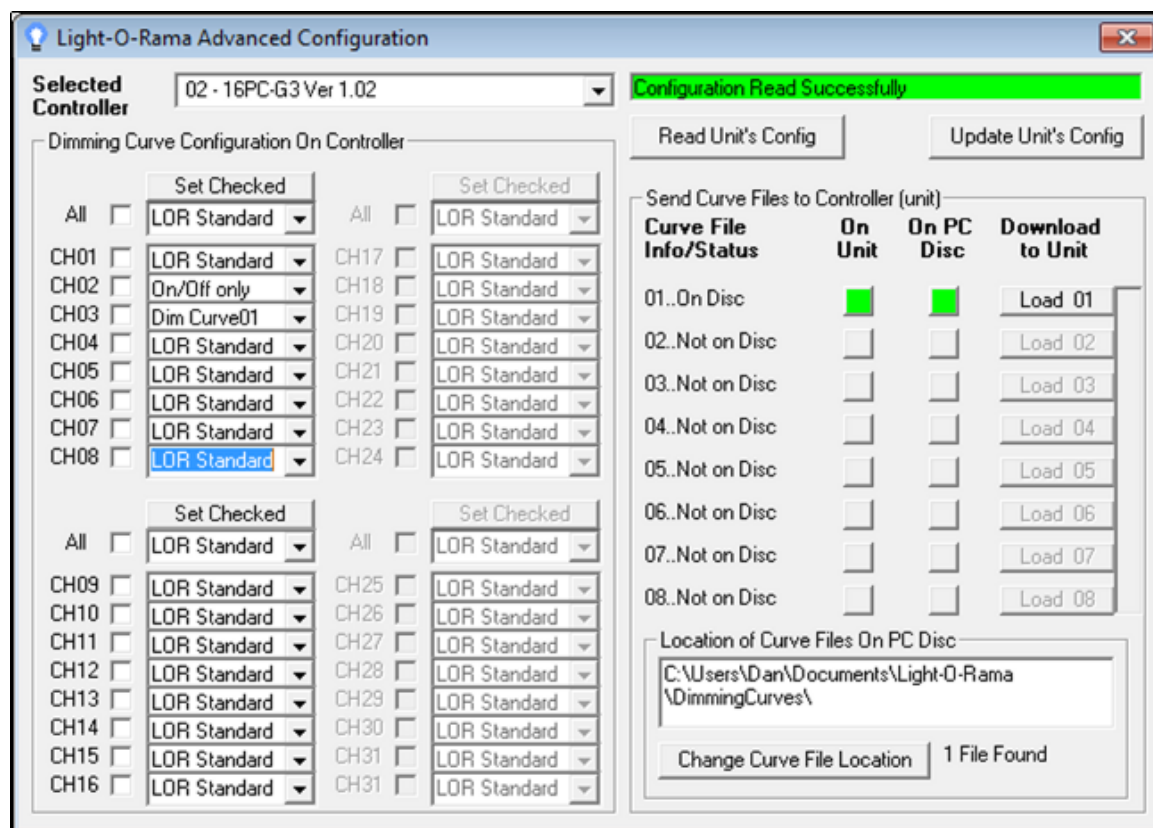 Light-O-Rama Advanced Configuration
Selected Controller
02 - 16PC-G3 Ver 1.02
Configuration Read Successfully
Read Unit's Config
Update Unit's Config
Dimming Curve Configuration On Controller
Set Checked Set Checked
All LOR Standard All LOR Standard
CH01 LOR Standard CH17 LOR Standard
CH02 On/Off only CH18 LOR Standard
CH03 Dim Curve01 CH19 LOR Standard
CH04 LOR Standard CH20 LOR Standard
CH05 LOR Standard CH21 LOR Standard
CH06 LOR Standard CH22 LOR Standard
CH07 LOR Standard CH23 LOR Standard
CH08 LOR Standard CH24 LOR Standard
Set Checked Set Checked
All LOR Standard All LOR Standard
CH09 LOR Standard CH25 LOR Standard
CH10 LOR Standard CH26 LOR Standard
CH11 LOR Standard CH27 LOR Standard
CH12 LOR Standard CH28 LOR Standard
CH13 LOR Standard CH29 LOR Standard
CH14 LOR Standard CH30 LOR Standard
CH15 LOR Standard CH31 LOR Standard
CH16 LOR Standard CH31 LOR Standard
Send Curve Files to Controller (unit)
Curve File On On PC Download
Info/Status Unit Disc to Unit
01..On Disc Load 01
02..Not on Disc Load 02
03..Not on Disc Load 03
04..Not on Disc Load 04
05..Not on Disc Load 05
06..Not on Disc Load 06
07..Not on Disc Load 07
08..Not on Disc Load 08
Location of Curve Files On PC Disc
C:\Users\Dan\Documents\Light-O-Rama
\DimmingCurves\
Change Curve File Location 1 File Found